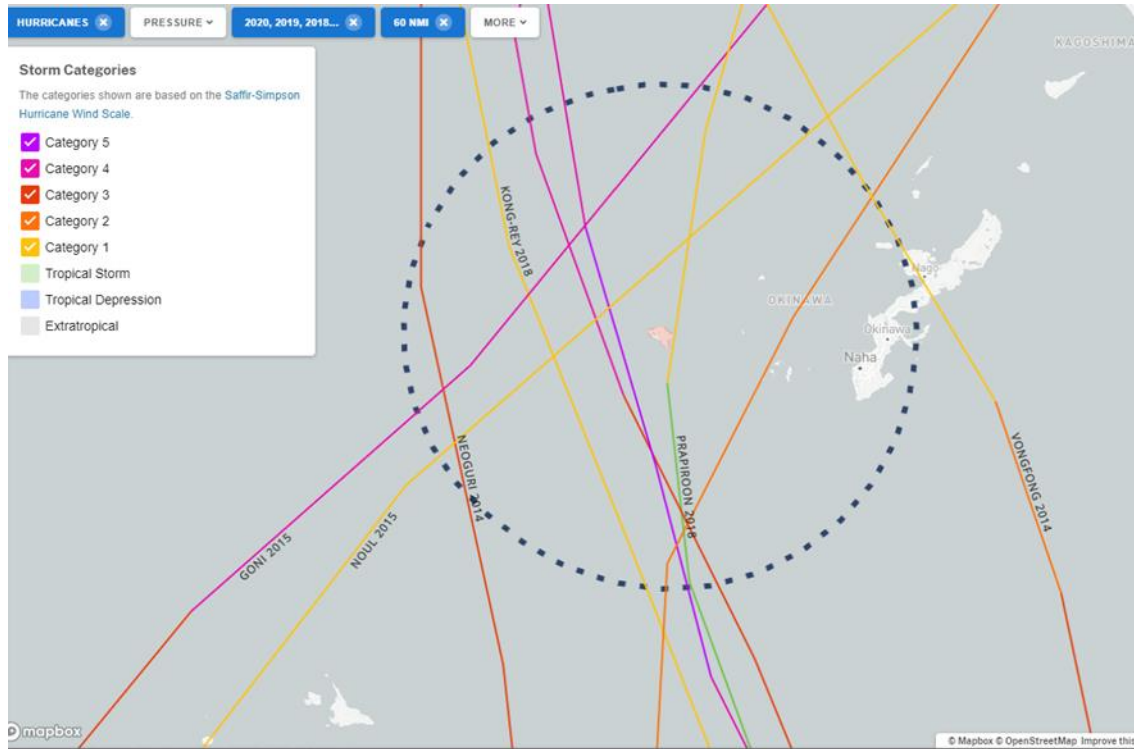 HURRICANES
PRESSURE
2020, 2019, 2018...
60 NMI
MORE
KAGOSHIMA
Storm Categories
The categories shown are based on the Saffir-Simpson
Hurricane Wind Scale.
Category 5
Category 4
Category 3
Category 2
Category 1
Tropical Storm
Tropical Depression
Extratropical
KONG-REY 2018
Nago
OKINAWA
Okinawa
Naha
PRAPIROON 2018
NEOGURI 2014
VONGFONG 2014
NOUL 2015
GONI 2015
mapbox
© Mapbox © OpenStreetMap Improve this